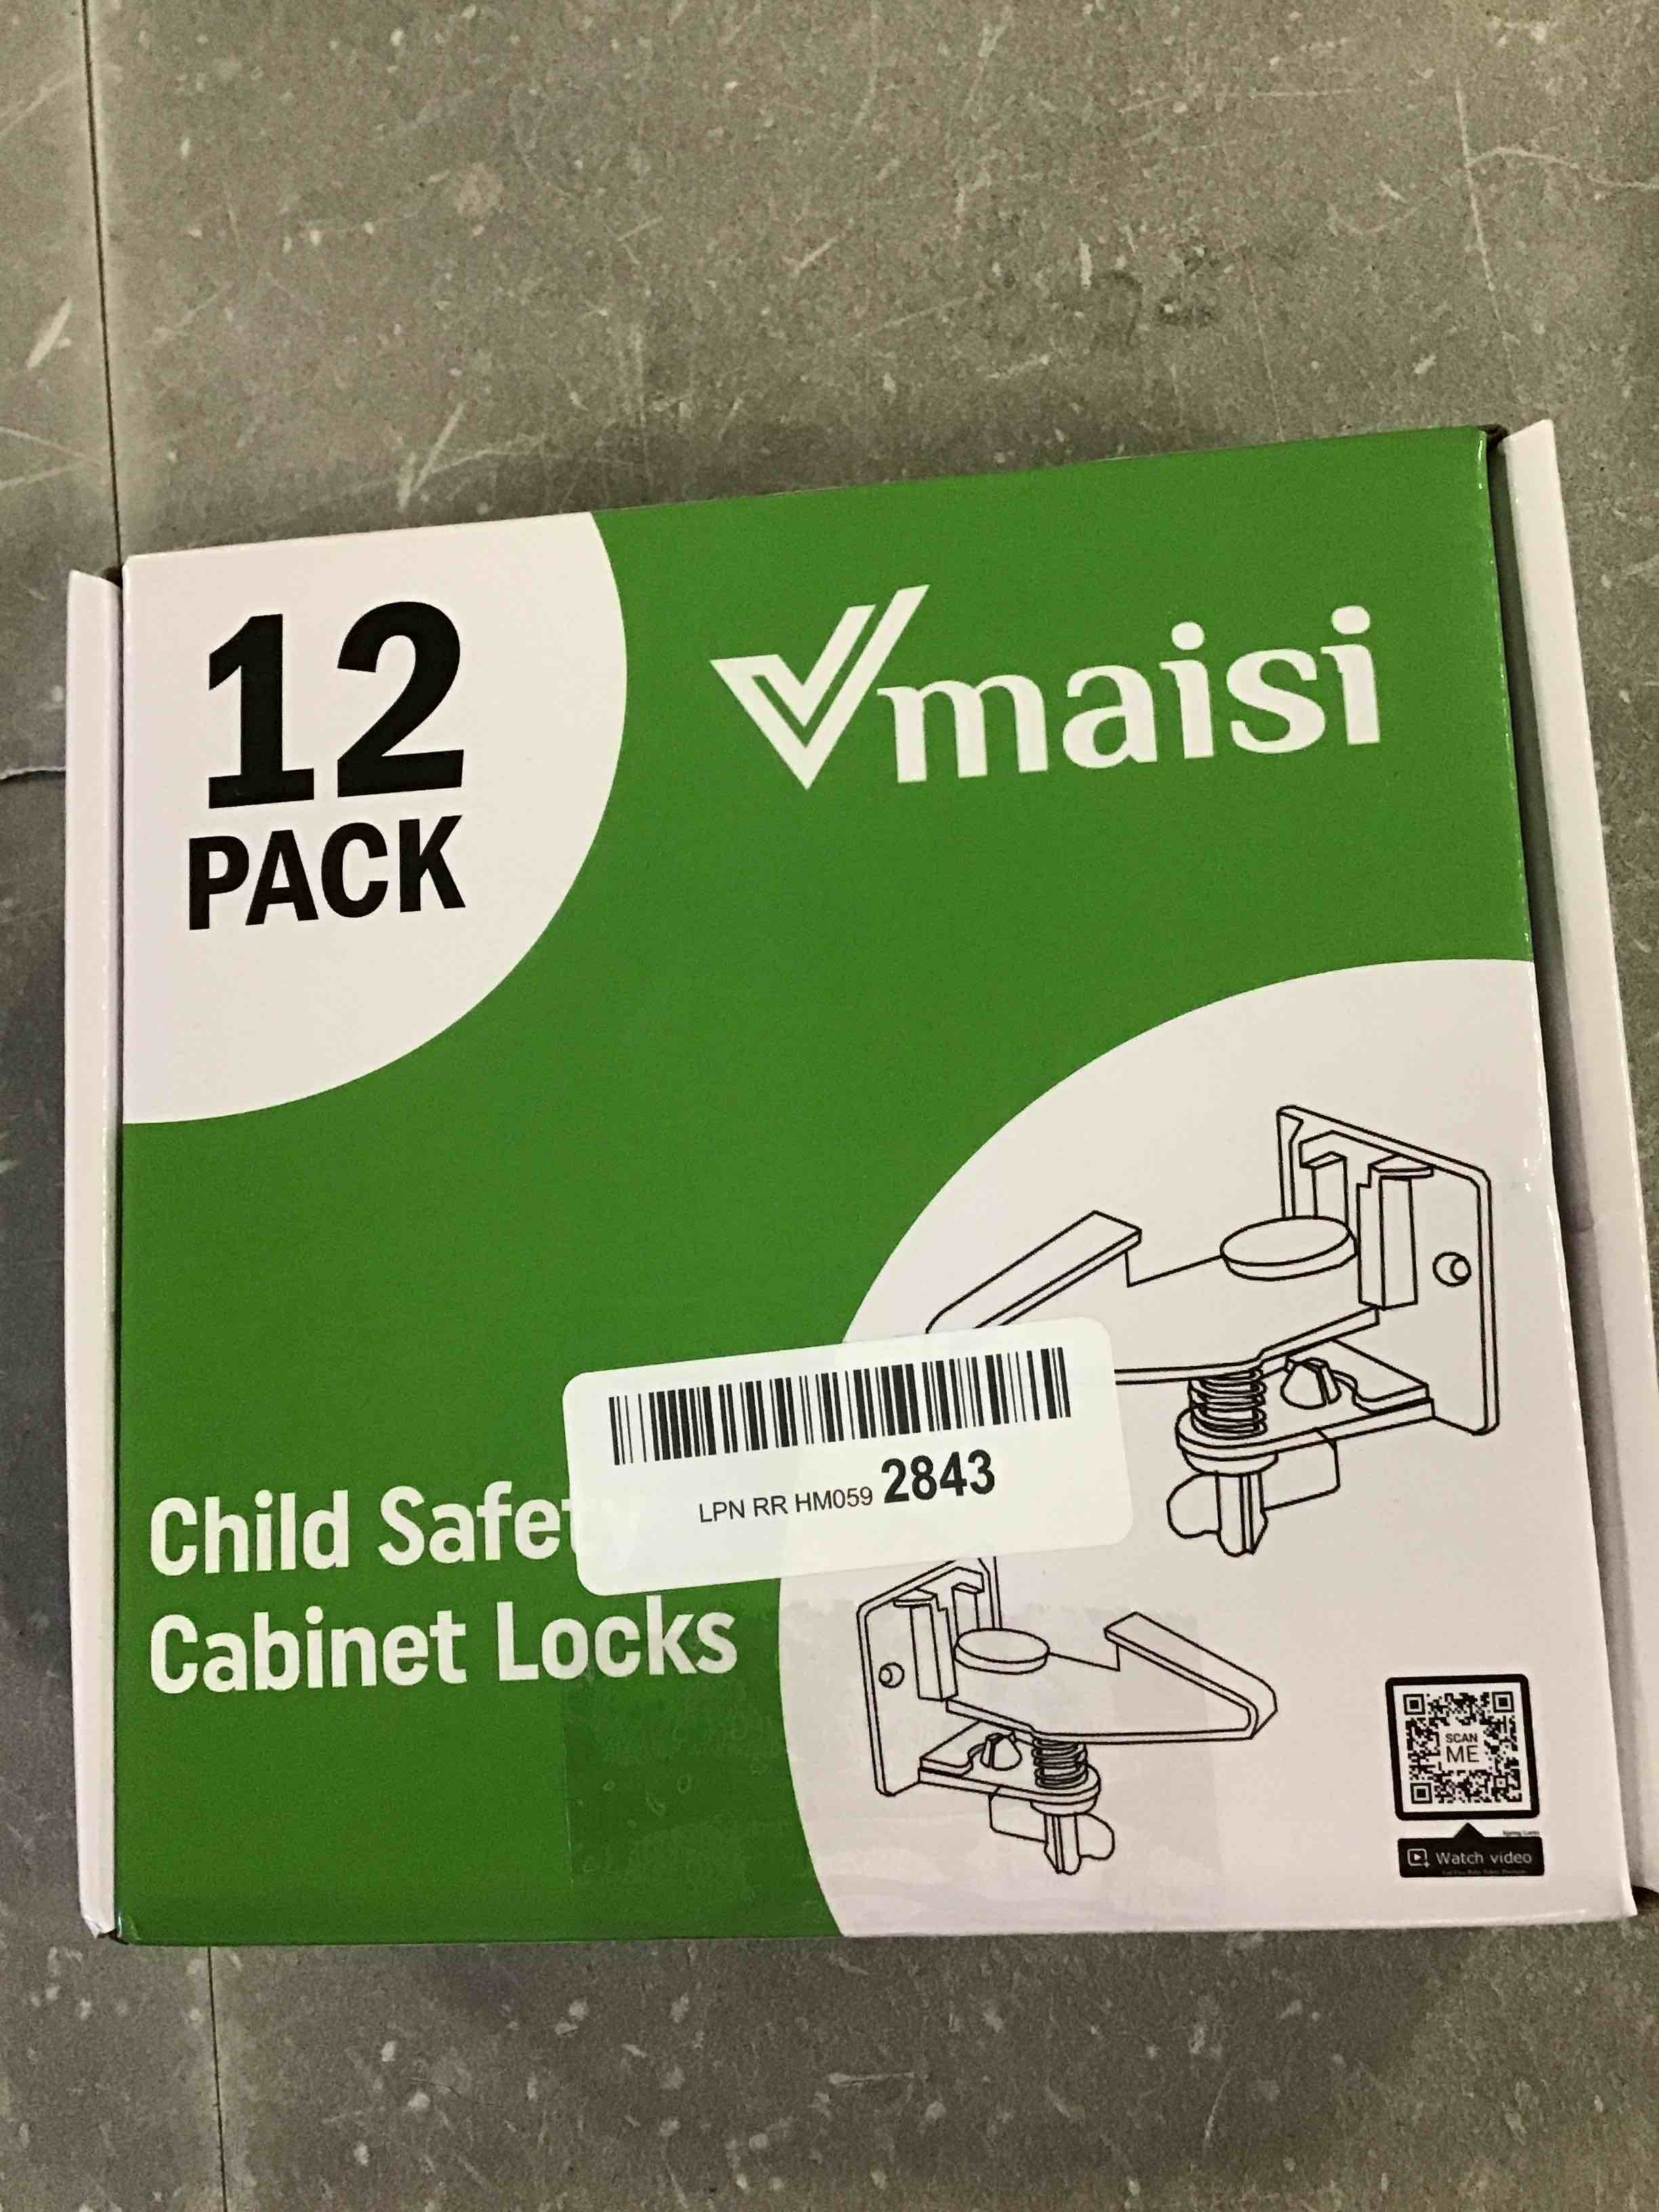 12
PACK
Vmaisi
LPN RR HM059 2843
Child Safet
Cabinet Locks
SCAN
ME
Watch video